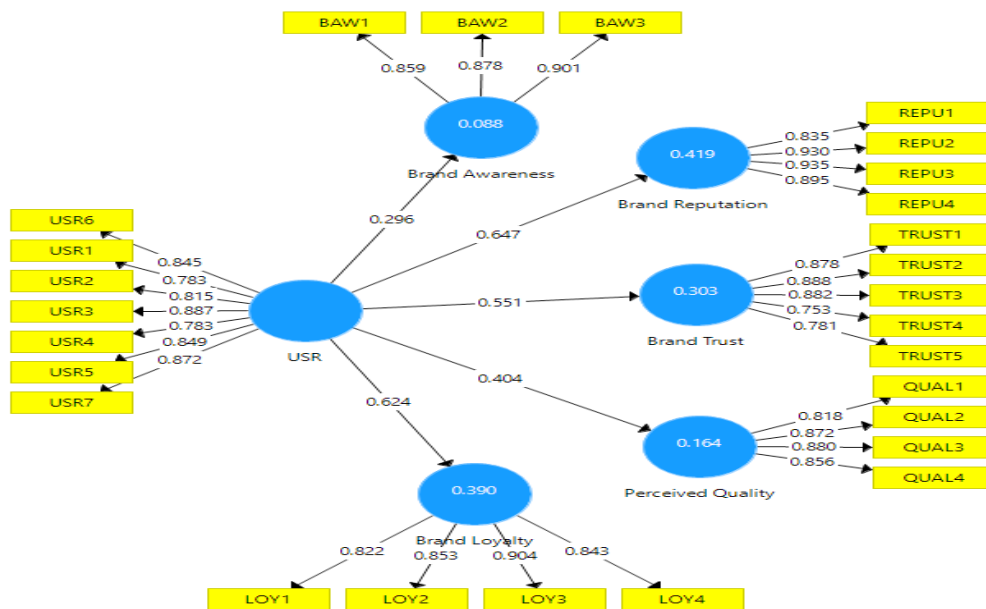 BAW1 BAW2 BAW3
0.859 0.878 0.901
0.088
Brand Awareness
0.296
REPU1
REPU2
REPU3
REPU4
0.835
0.930
0.935
0.895
0.419
Brand Reputation
0.647
USR6
USR1
USR2
USR3
USR4
USR5
USR7
0.845
0.783
0.815
0.887
0.783
0.849
0.872
USR
TRUST1
TRUST2
TRUST3
TRUST4
TRUST5
0.878
0.888
0.882
0.753
0.781
0.303
Brand Trust
0.551
0.404
QUAL1
QUAL2
QUAL3
QUAL4
0.818
0.872
0.880
0.856
0.164
Perceived Quality
0.624
0.390
Brand Loyalty
0.822 0.853 0.904 0.843
LOY1 LOY2 LOY3 LOY4